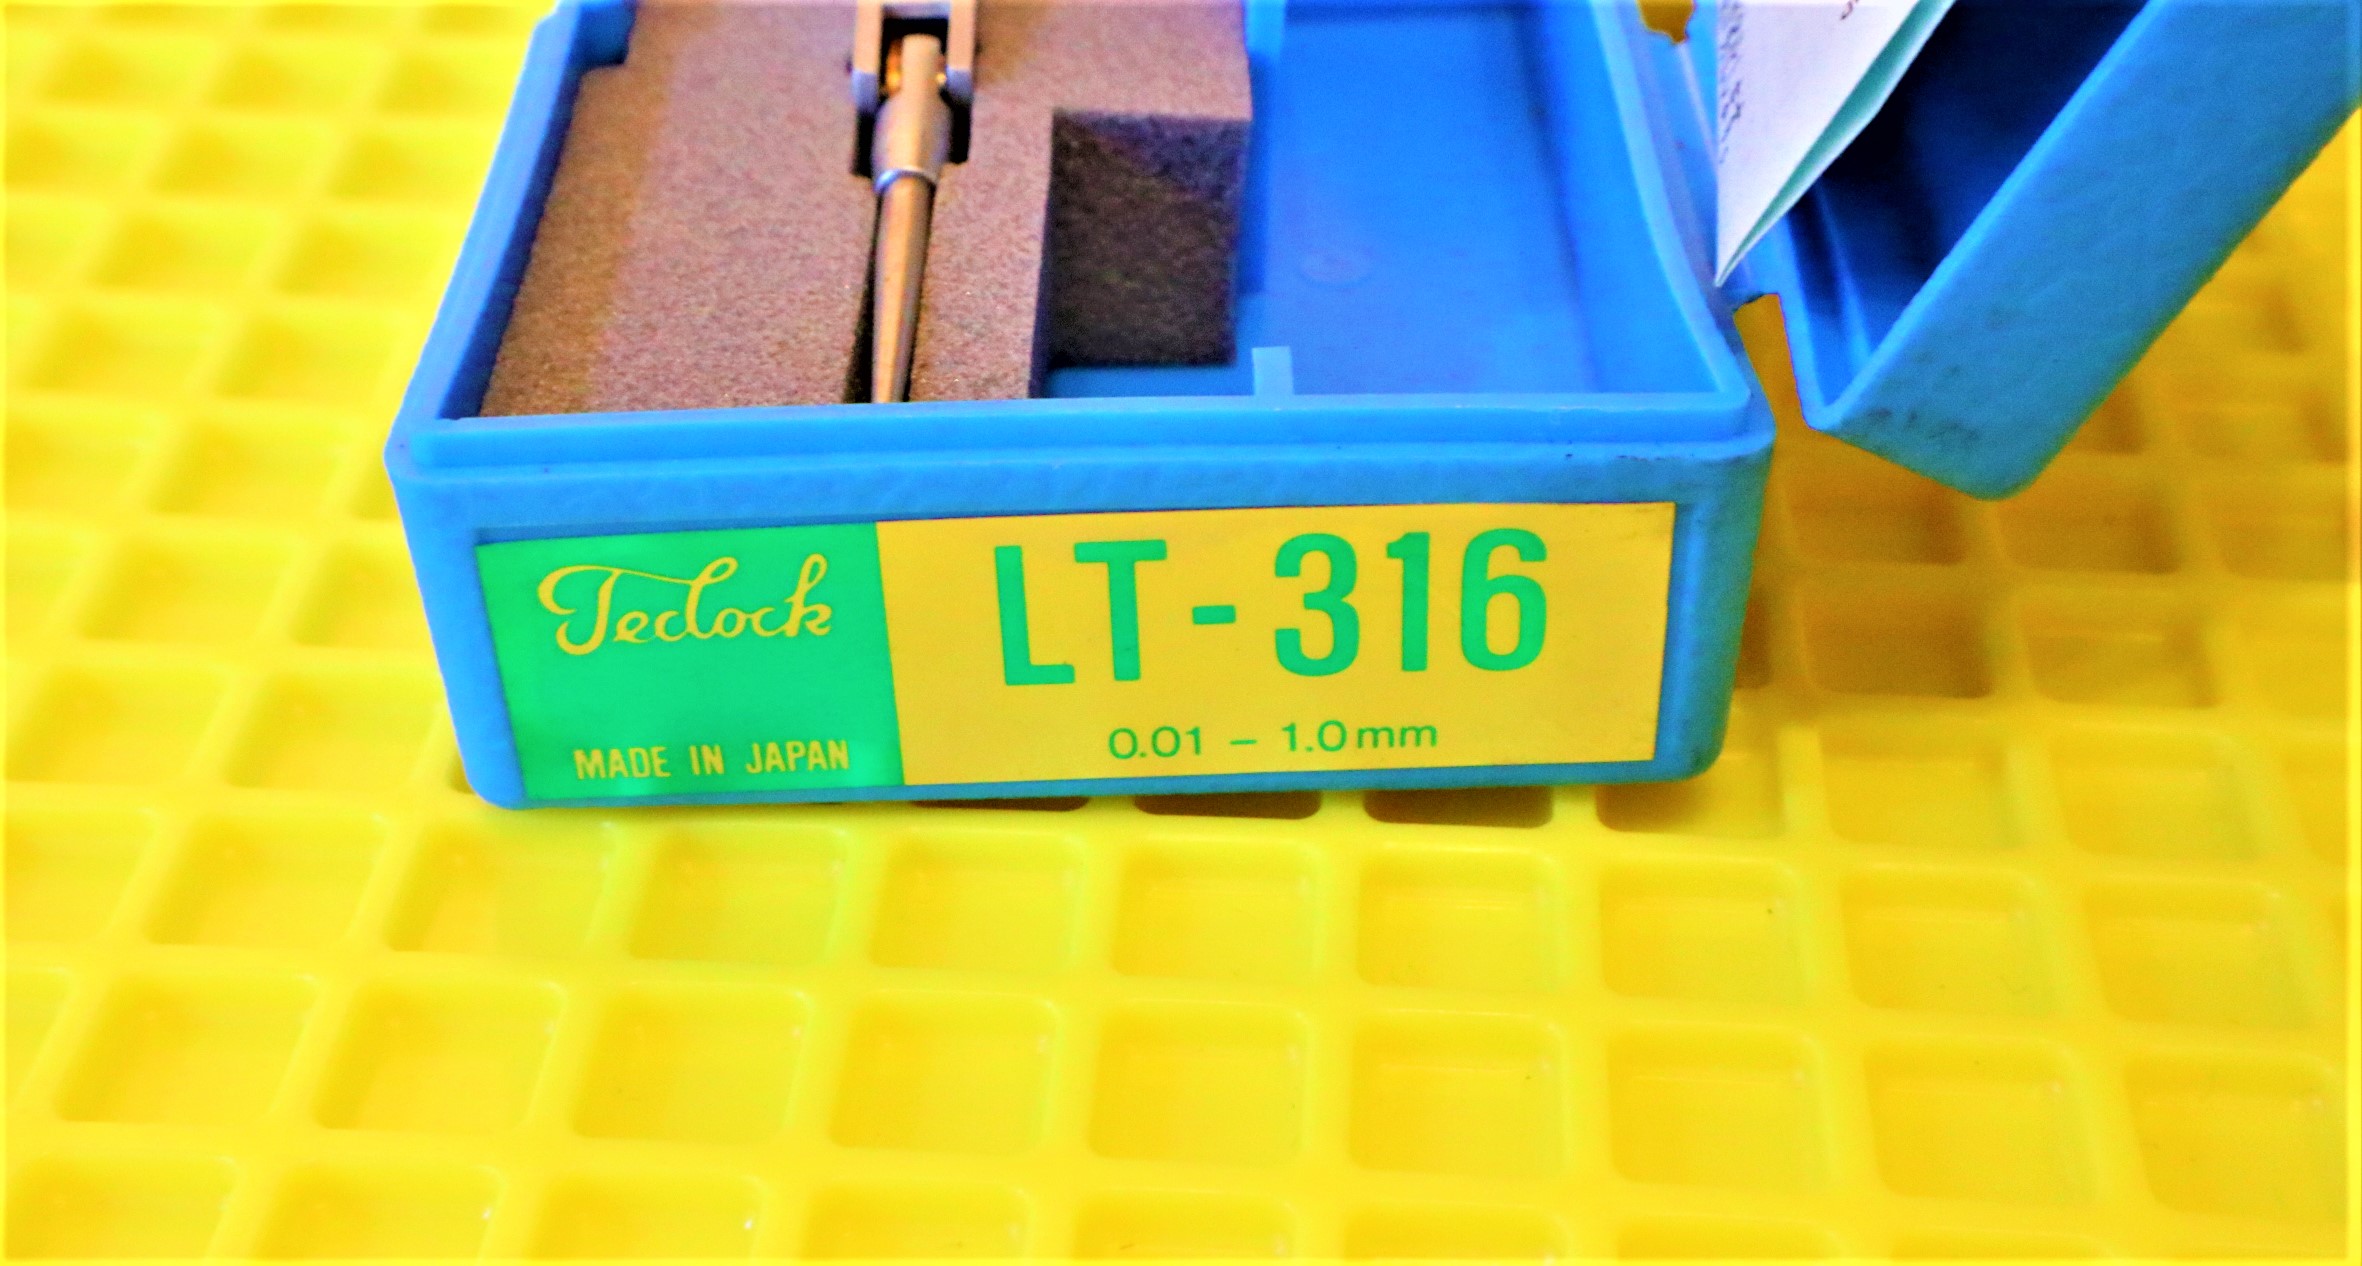 Teclock
MADE IN JAPAN
LT-316
0.01 - 1.0mm